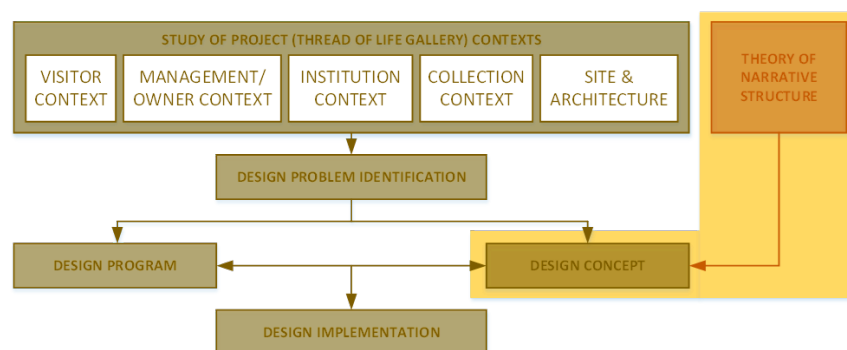 STUDY OF PROJECT (THREAD OF LIFE GALLERY) CONTEXTS
VISITOR
CONTEXT
MANAGEMENT/
OWNER CONTEXT
INSTITUTION
CONTEXT
COLLECTION
CONTEXT
SITE &
ARCHITECTURE
THEORY OF
NARRATIVE
STRUCTURE
DESIGN PROBLEM IDENTIFICATION
DESIGN PROGRAM
DESIGN CONCEPT
DESIGN IMPLEMENTATION